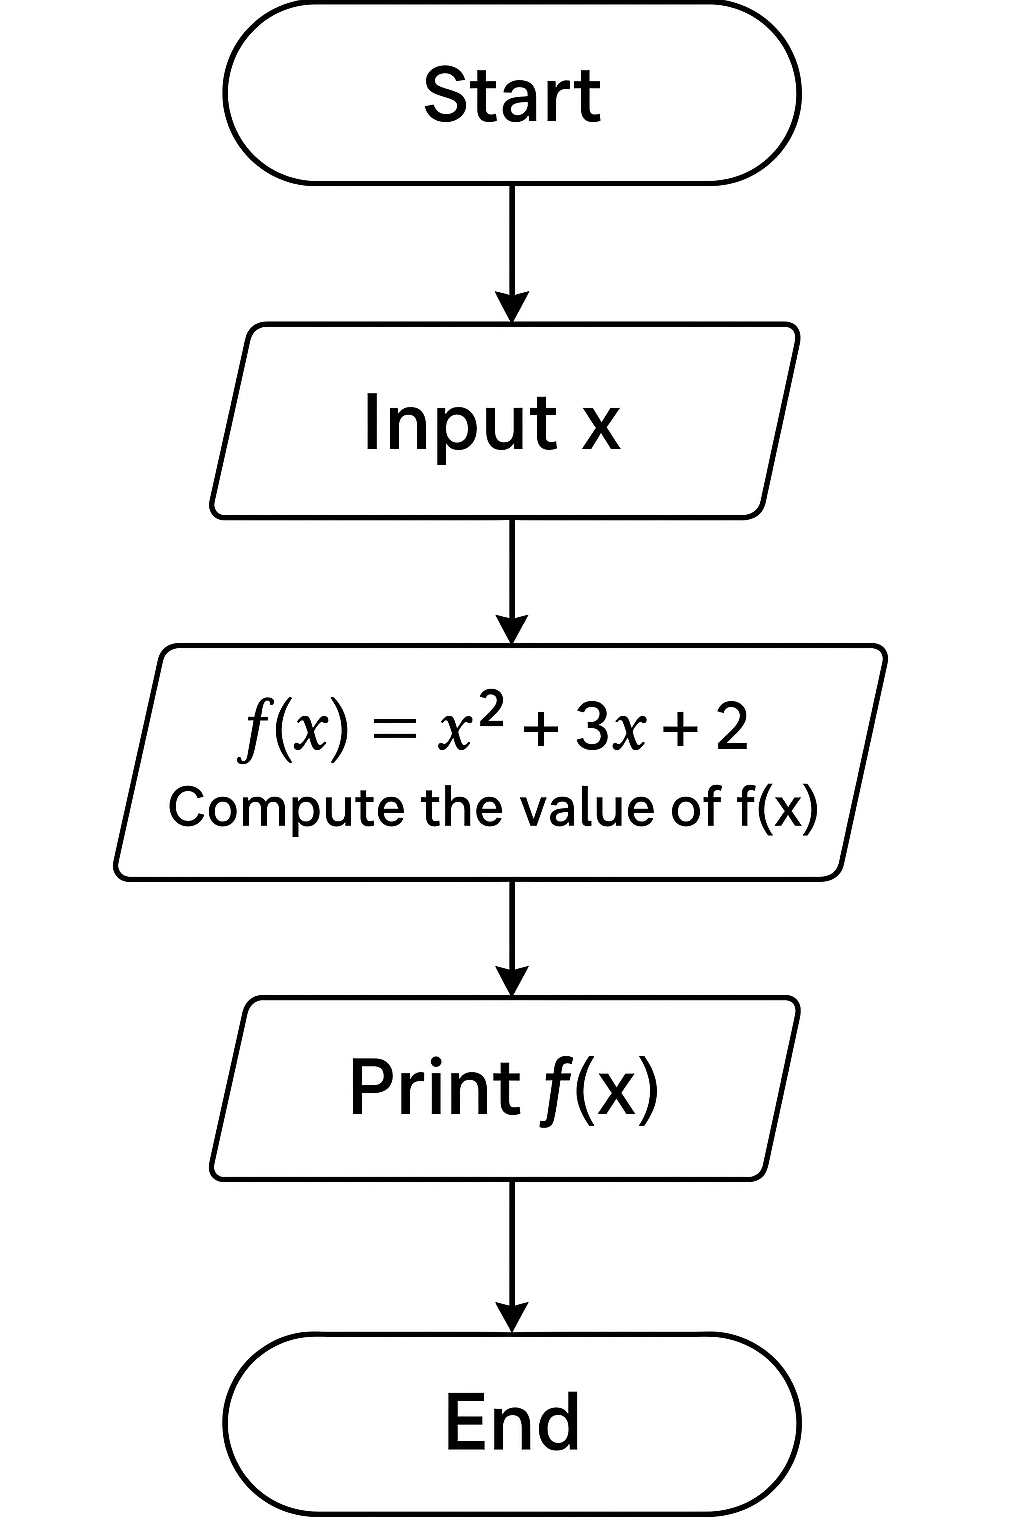 Start
Input x
f(x) = x² + 3x + 2
Compute the value of f(x)
Print f(x)
End